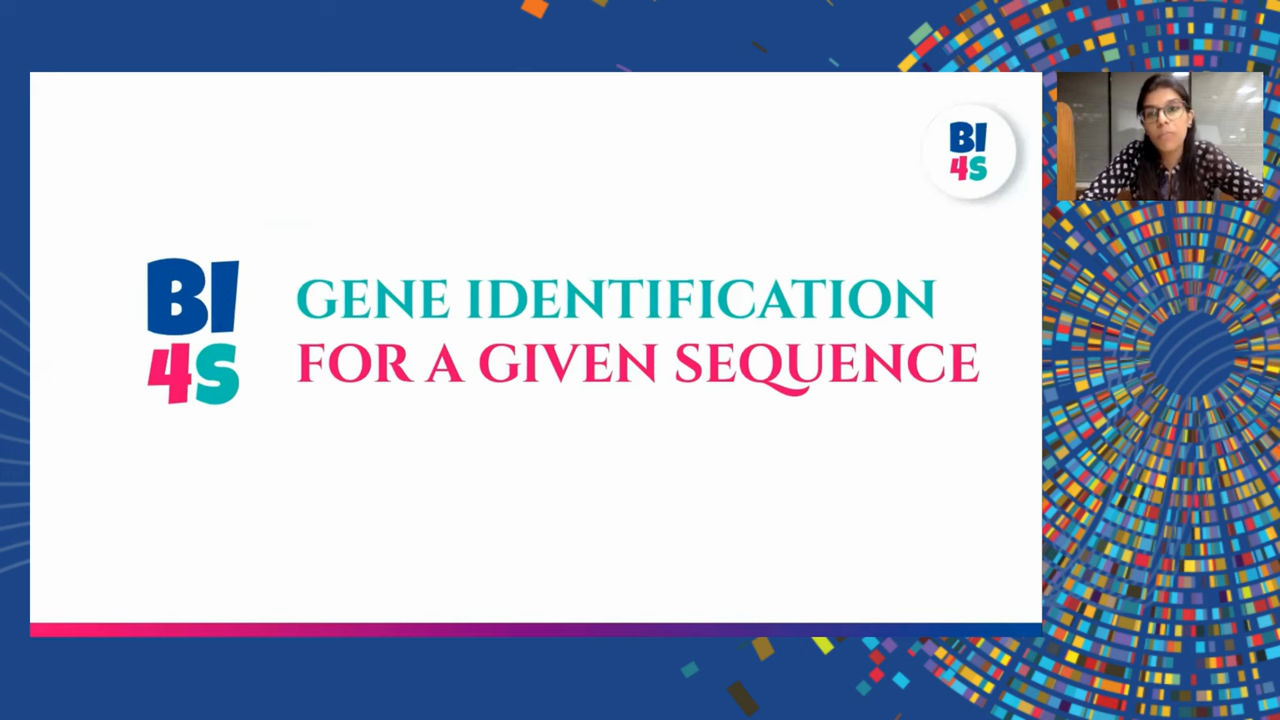 BI
4S
BI
4S
GENE IDENTIFICATION
FOR A GIVEN SEQUENCE